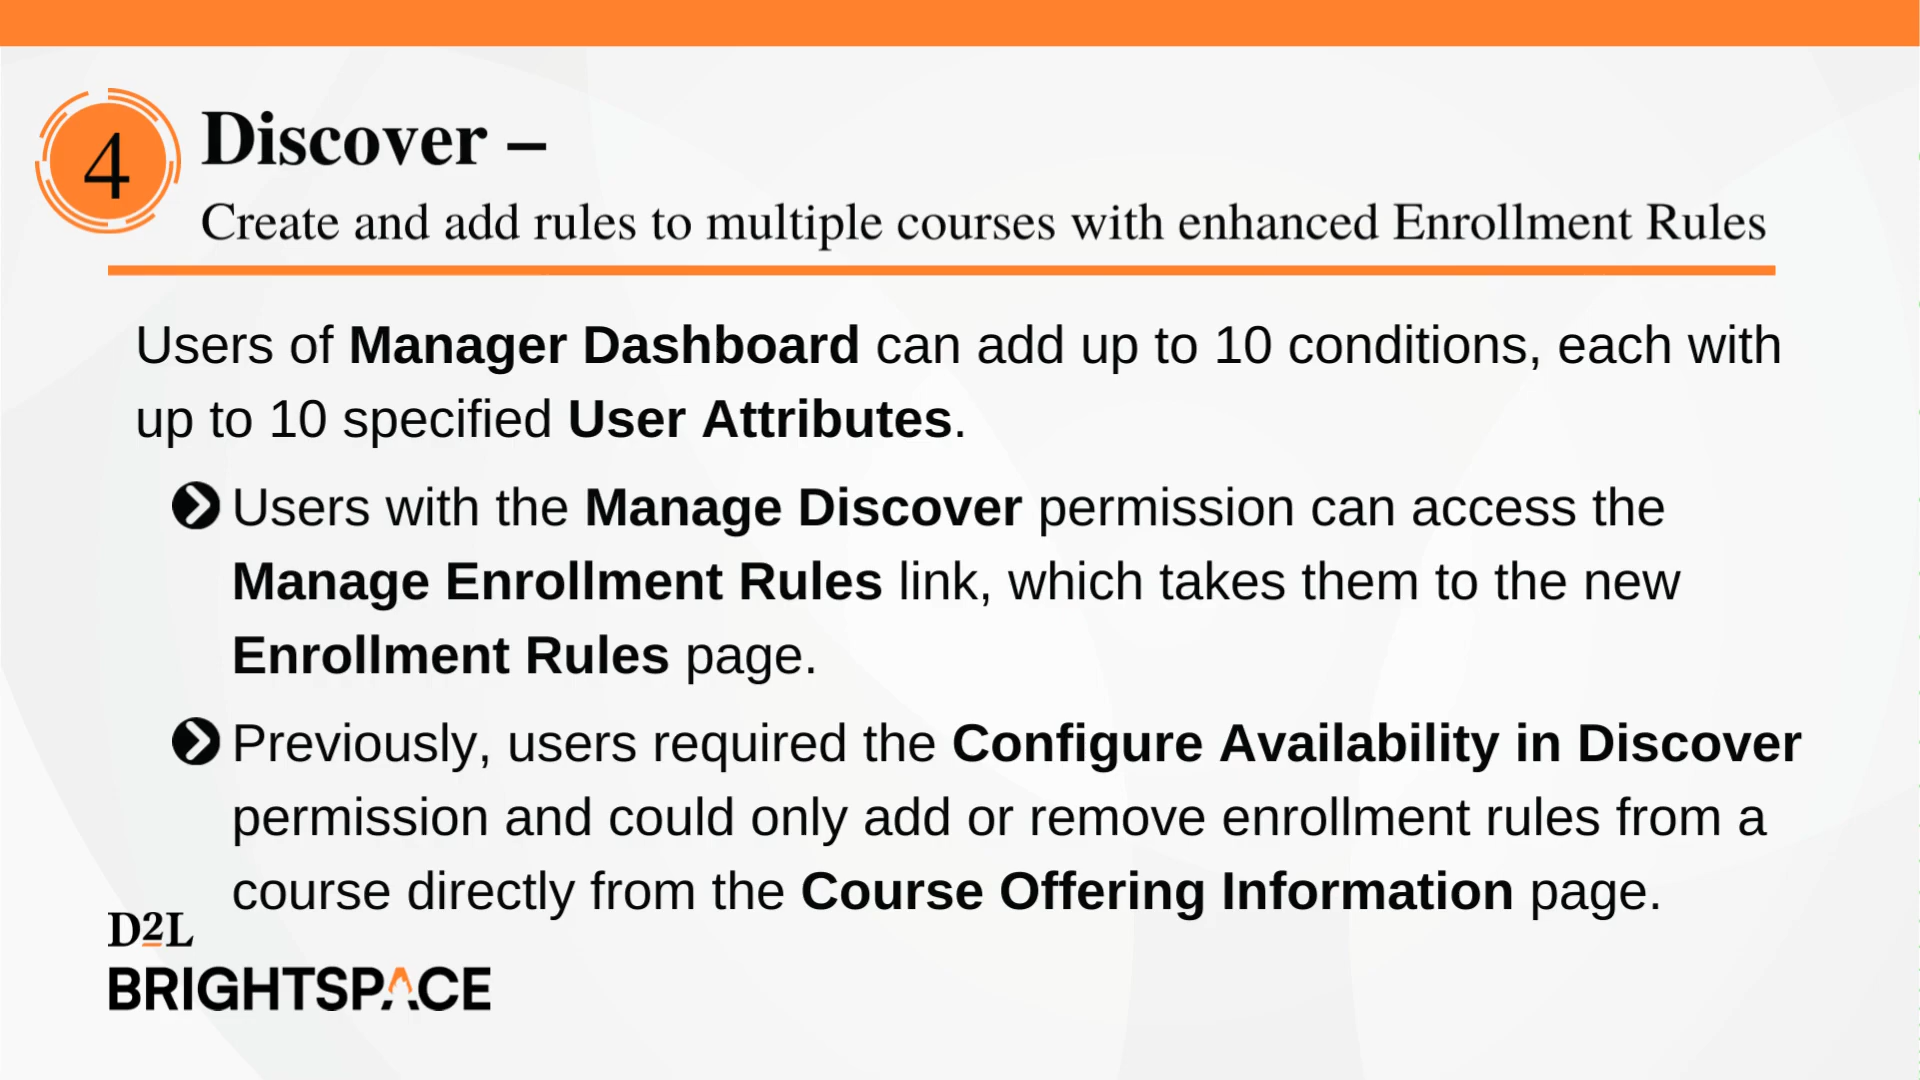 4
Discover –
Create and add rules to multiple courses with enhanced Enrollment Rules
Users of Manager Dashboard can add up to 10 conditions, each with
up to 10 specified User Attributes.
Users with the Manage Discover permission can access the
Manage Enrollment Rules link, which takes them to the new
Enrollment Rules page.
Previously, users required the Configure Availability in Discover
permission and could only add or remove enrollment rules from a
course directly from the Course Offering Information page.
D2L
BRIGHTSPACE